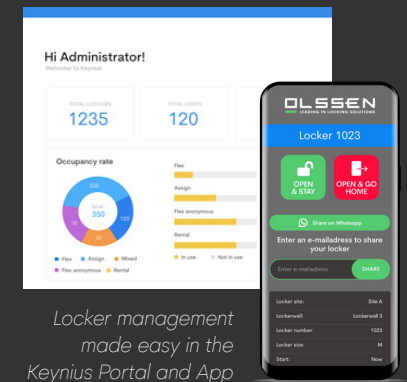 Hi Administrator!
Welcome to Keynius
TOTAL LOCKERS
1235
TOTAL USERS
120
Occupancy rate
200
Total:
350
120
10
20
Flex
Assign
Mixed
Flex anonymous
Rental
Flex
Assign
Flex anonymous
Rental
In use
Not in use
OLSSEN
LEADING IN LOCKING SOLUTIONS
Locker 1023
OPEN
& STAY
OPEN & GO
HOME
Share on Whatsapp
Enter an e-mailadress to share
your locker
Enter e-mailadress
SHARE
Locker site: Site A
Lockerwall: Lockerwall 3
Locker number: 1023
Locker size: M
Start: Now
Locker management
made easy in the
Keynius Portal and App